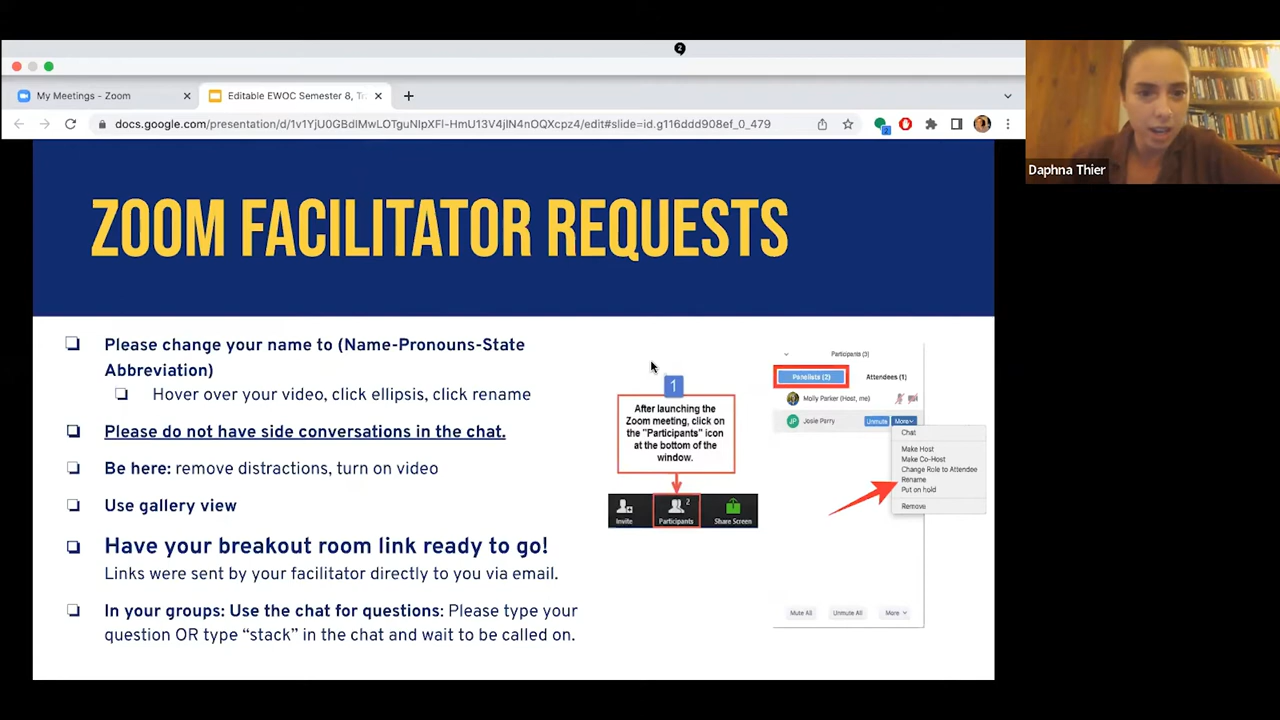 My Meetings - Zoom
Editable EWOC Semester 8, Tr
docs.google.com/presentation/d/1v1YjU0GBdlMwLOTguNlpXFl-HmU13V4jlN4nOQXcpz4/edit#slide=id.g116ddd908ef_0_479
2
Daphna Thier
ZOOM FACILITATOR REQUESTS
Please change your name to (Name-Pronouns-State
Abbreviation)
Hover over your video, click ellipsis, click rename
Please do not have side conversations in the chat.
Be here: remove distractions, turn on video
Use gallery view
Have your breakout room link ready to go!
Links were sent by your facilitator directly to you via email.
In your groups: Use the chat for questions: Please type your
question OR type “stack” in the chat and wait to be called on.
1
After launching the
Zoom meeting, click on
the "Participants" icon
at the bottom of the
window.
2
Invite
Participants
Share Screen
Participants (3)
Panelists (2)
Attendees (1)
Molly Parker (Host, me)
JP
Josie Perry
Unmute
More
Chat
Make Host
Make Co-Host
Change Role to Attendee
Rename
Put on hold
Remove
Mute All
Unmute All
More